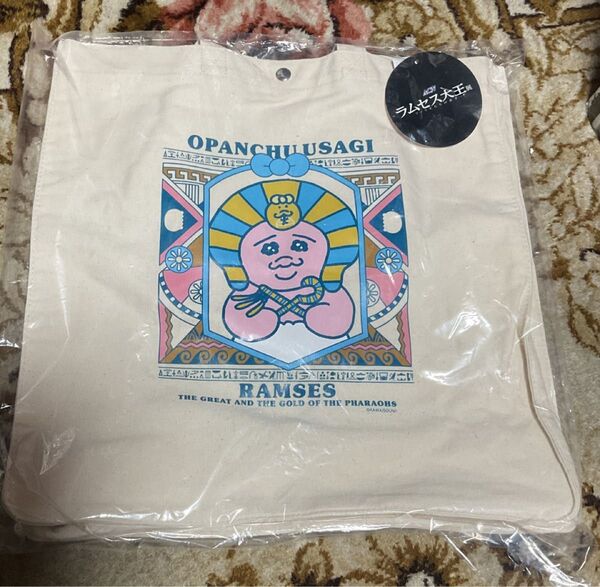 ラムセス大王展
OPANCHUUSAGI
RAMSES
THE GREAT AND THE GOLD OF THE PHARAOHS